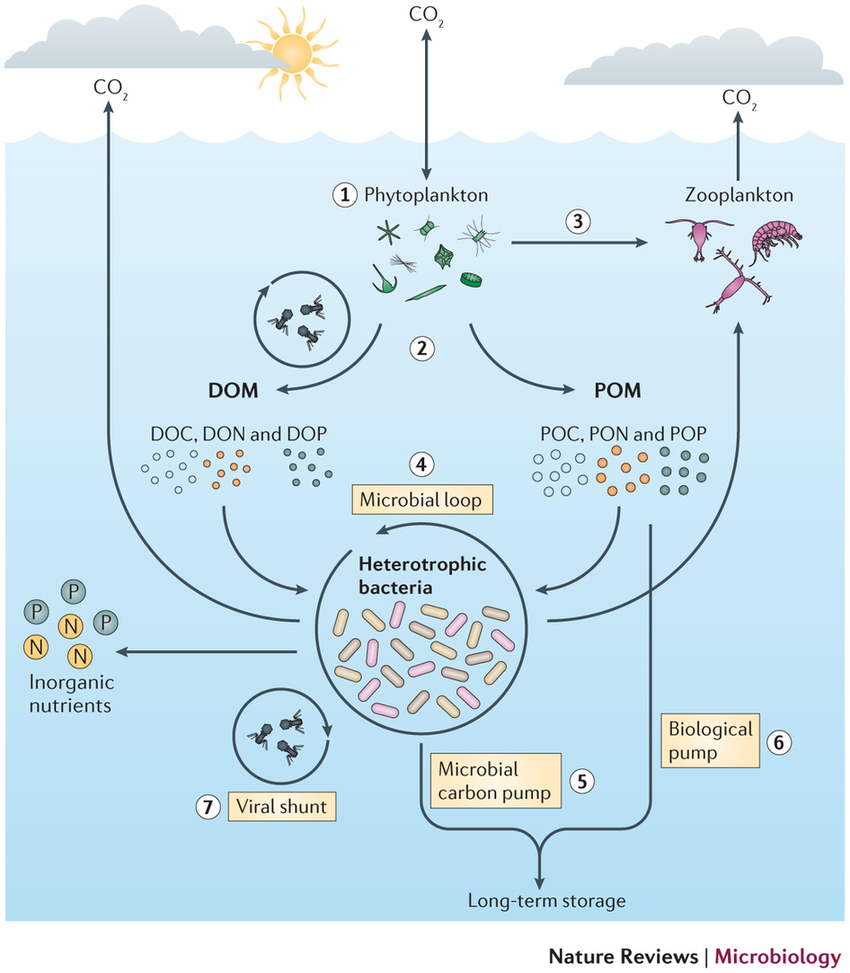 CO2
CO2
CO2
1 Phytoplankton
Zooplankton
3
2
DOM
POM
DOC, DON and DOP
POC, PON and POP
4
Microbial loop
Heterotrophic
bacteria
P
P
P
N
N
N
Inorganic
nutrients
Biological
pump
6
Microbial
carbon pump
5
7 Viral shunt
Long-term storage
Nature Reviews | Microbiology